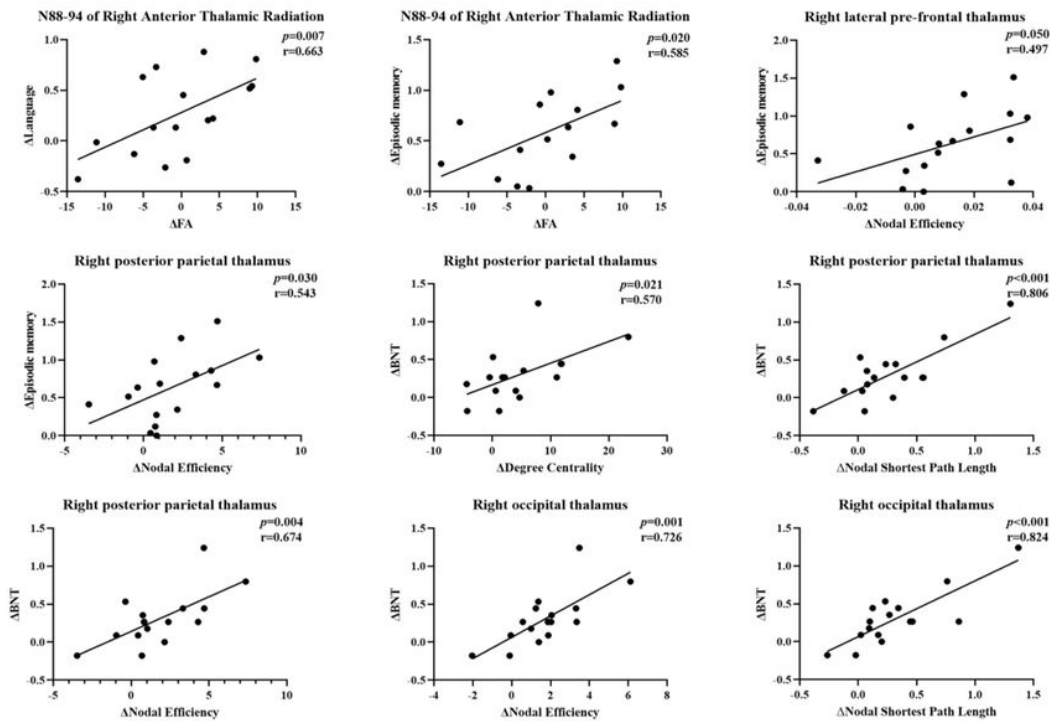 N88-94 of Right Anterior Thalamic Radiation
p=0.007
r=0.663
1.0
0.5
0.0
-0.5
ΔLanguage
-15 -10 -5 0 5 10 15
ΔFA
N88-94 of Right Anterior Thalamic Radiation
p=0.020
r=0.585
1.5
1.0
0.5
0.0
ΔEpisodic memory
-15 -10 -5 0 5 10 15
ΔFA
Right lateral pre-frontal thalamus
p=0.050
r=0.497
2.0
1.5
1.0
0.5
0.0
ΔEpisodic memory
-0.04 -0.02 0.00 0.02 0.04
ΔNodal Efficiency
Right posterior parietal thalamus
p=0.030
r=0.543
2.0
1.5
1.0
0.5
0.0
ΔEpisodic memory
-5 0 5 10
ΔNodal Efficiency
Right posterior parietal thalamus
p=0.021
r=0.570
1.5
1.0
0.5
0.0
-0.5
ΔBNT
-10 0 10 20 30
ΔDegree Centrality
Right posterior parietal thalamus
p<0.001
r=0.806
1.5
1.0
0.5
0.0
-0.5
ΔBNT
-0.5 0.0 0.5 1.0 1.5
ΔNodal Shortest Path Length
Right posterior parietal thalamus
p=0.004
r=0.674
1.5
1.0
0.5
0.0
-0.5
ΔBNT
-5 0 5 10
ΔNodal Efficiency
Right occipital thalamus
p=0.001
r=0.726
1.5
1.0
0.5
0.0
-0.5
ΔBNT
-2 0 2 4 6 8
ΔNodal Efficiency
Right occipital thalamus
p<0.001
r=0.824
1.5
1.0
0.5
0.0
-0.5
ΔBNT
-0.5 0.0 0.5 1.0 1.5
ΔNodal Shortest Path Length